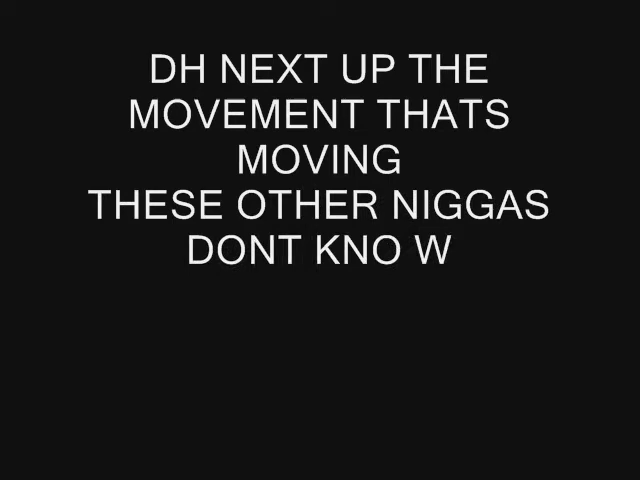 DH NEXT UP THE
MOVEMENT THATS
MOVING
THESE OTHER NIGGAS
DONT KNO W